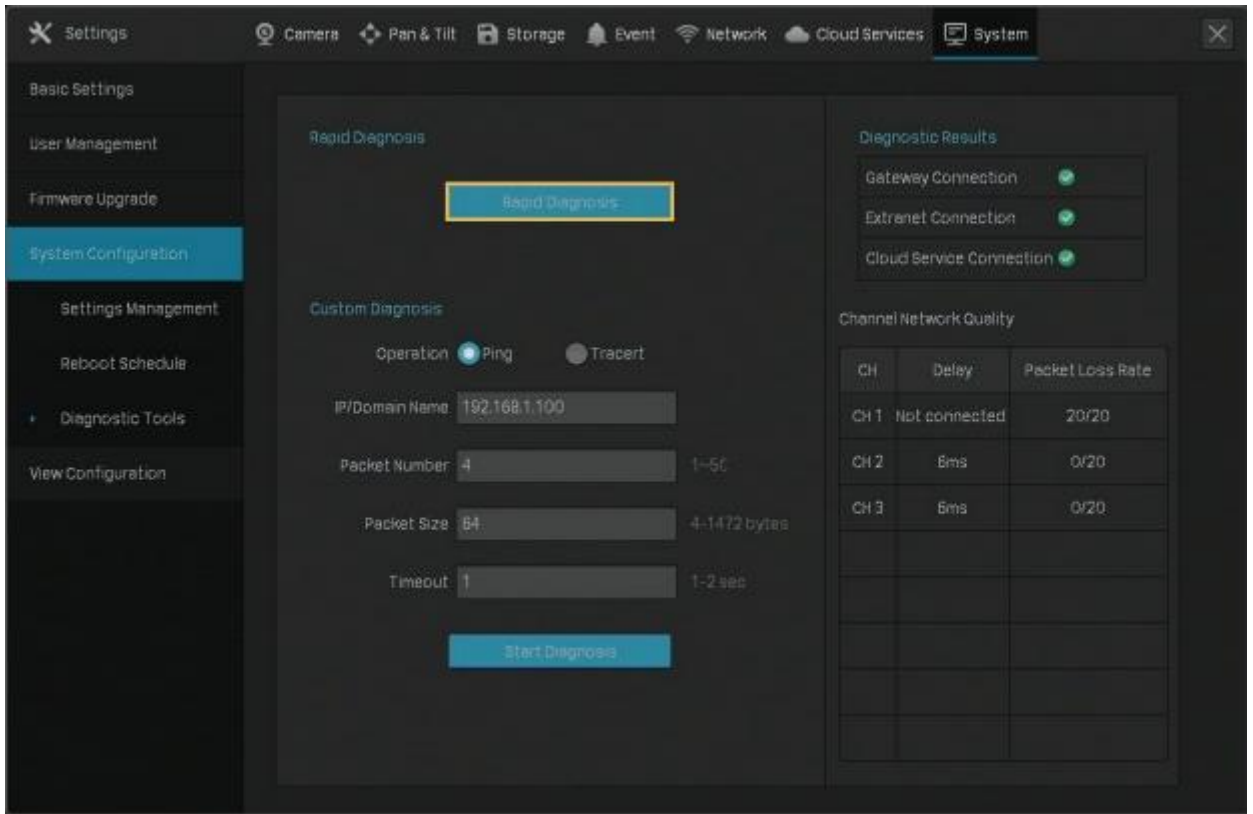 Settings
Camera
Pan & Tilt
Storage
Event
Network
Cloud Services
System
Basic Settings
User Management
Firmware Upgrade
System Configuration
Settings Management
Reboot Schedule
Diagnostic Tools
View Configuration
Rapid Diagnosis
Rapid Diagnosis
Custom Diagnosis
Operation Ping Tracert
IP/Domain Name 192.168.1.100
Packet Number 4 1-50
Packet Size 64 4-1472 bytes
Timeout 1 1-2 sec
Start Diagnosis
Diagnostic Results
Gateway Connection
Extranet Connection
Cloud Service Connection
Channel Network Quality
CH Delay Packet Loss Rate
CH 1 Not connected 20/20
CH 2 6ms 0/20
CH 3 6ms 0/20